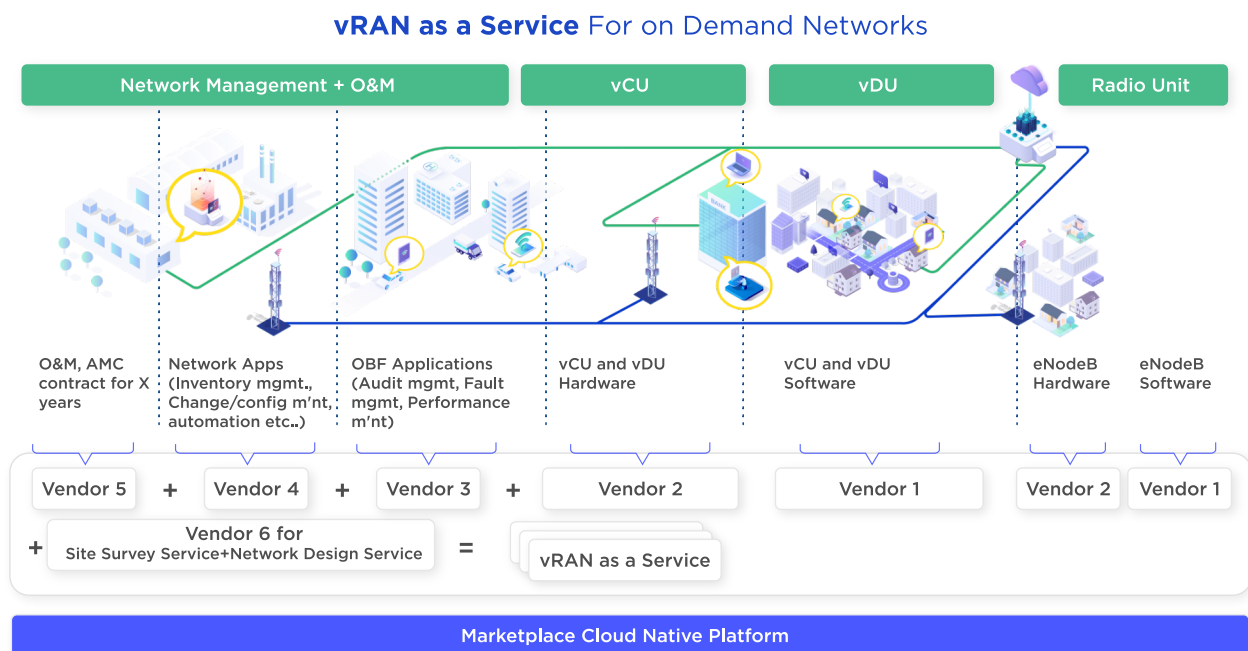 vRAN as a Service For on Demand Networks
Network Management + O&M
vCU
vDU
Radio Unit
O&M, AMC
contract for X
years
Network Apps
(Inventory mgmt.,
Change/config m'nt,
automation etc..)
OBF Applications
(Audit mgmt, Fault
mgmt, Performance
m'nt)
vCU and vDU
Hardware
vCU and vDU
Software
eNodeB
Hardware
eNodeB
Software
Vendor 5 + Vendor 4 + Vendor 3 + Vendor 2
Vendor 1
Vendor 2
Vendor 1
+ Vendor 6 for
Site Survey Service+Network Design Service
=
vRAN as a Service
Marketplace Cloud Native Platform